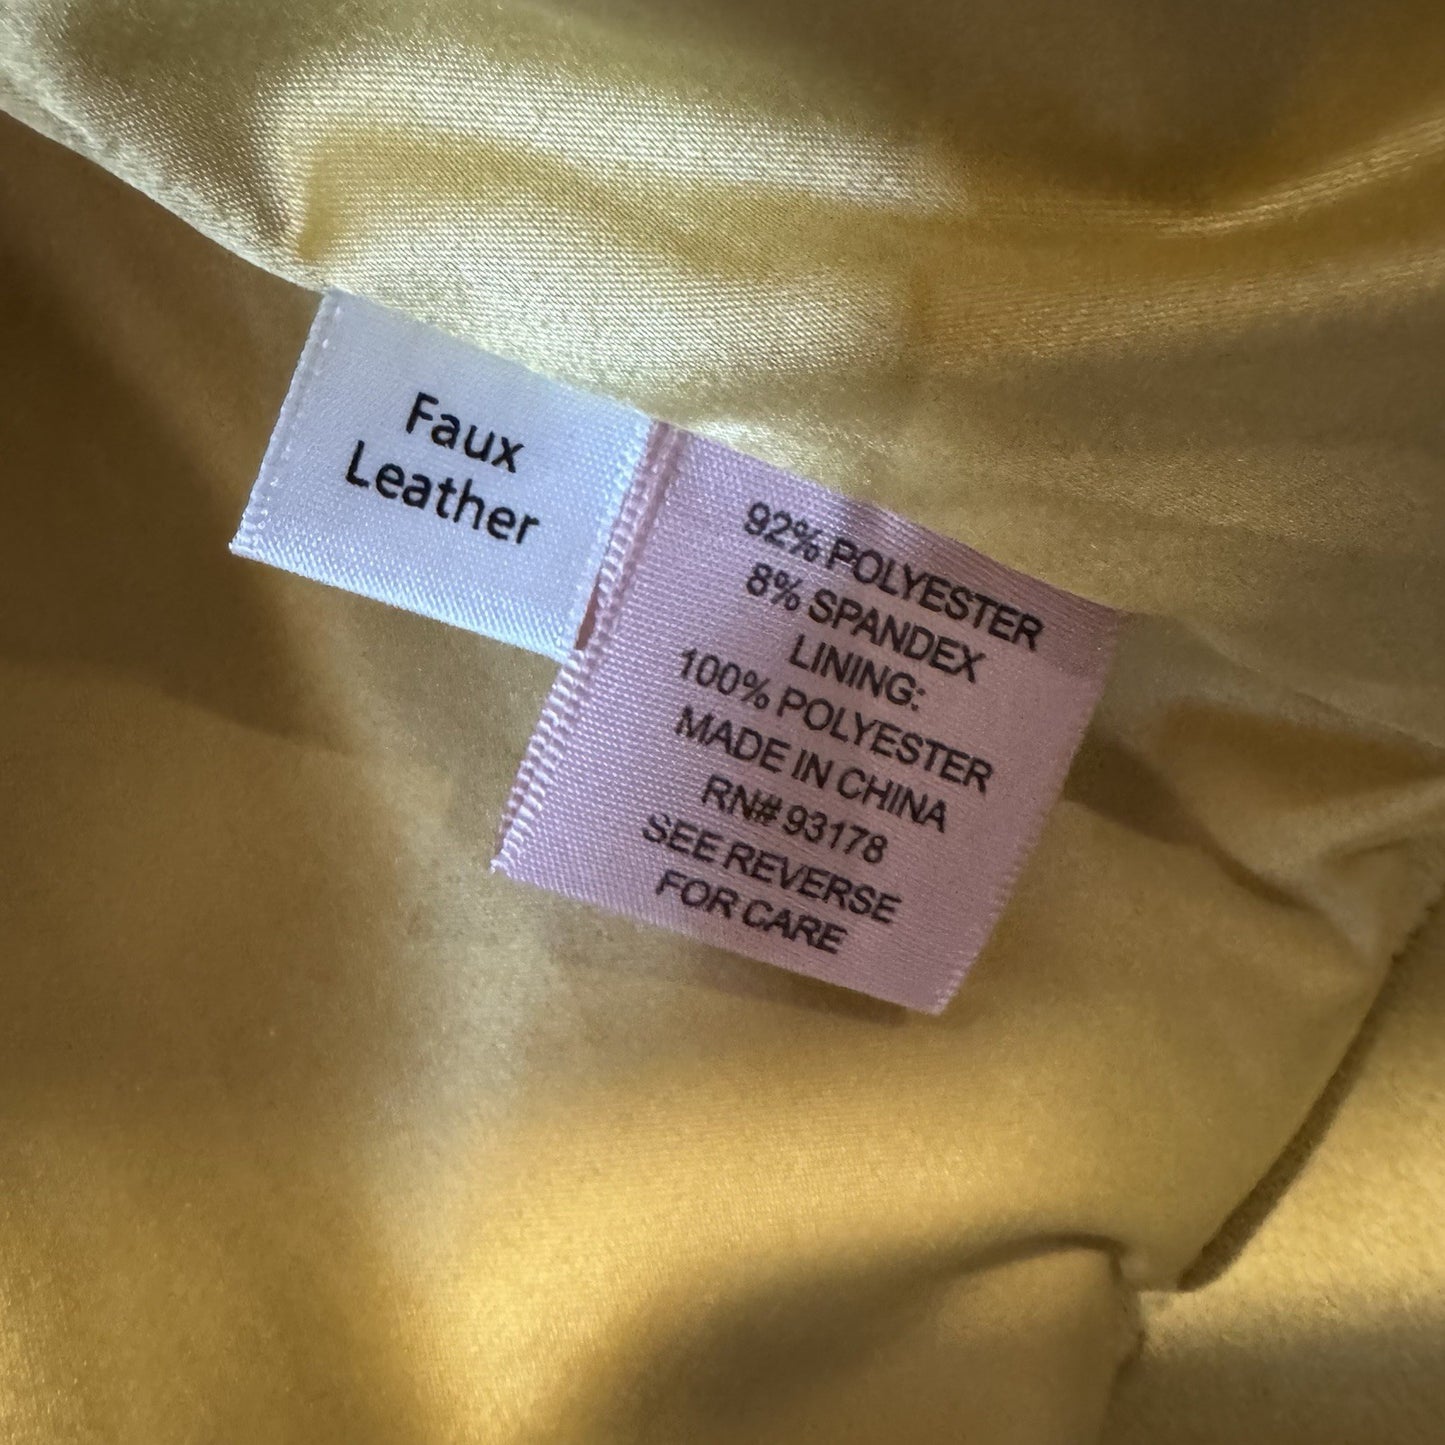 Faux
Leather
92% POLYESTER
8% SPANDEX
LINING:
100% POLYESTER
MADE IN CHINA
RN# 93178
SEE REVERSE
FOR CARE